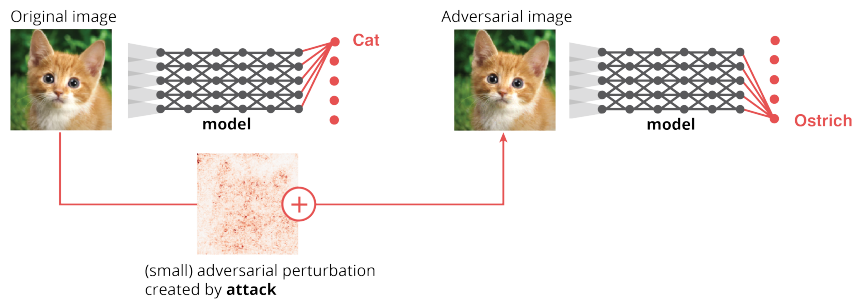 Original image
Cat
model
Adversarial image
Ostrich
model
(small) adversarial perturbation
created by attack